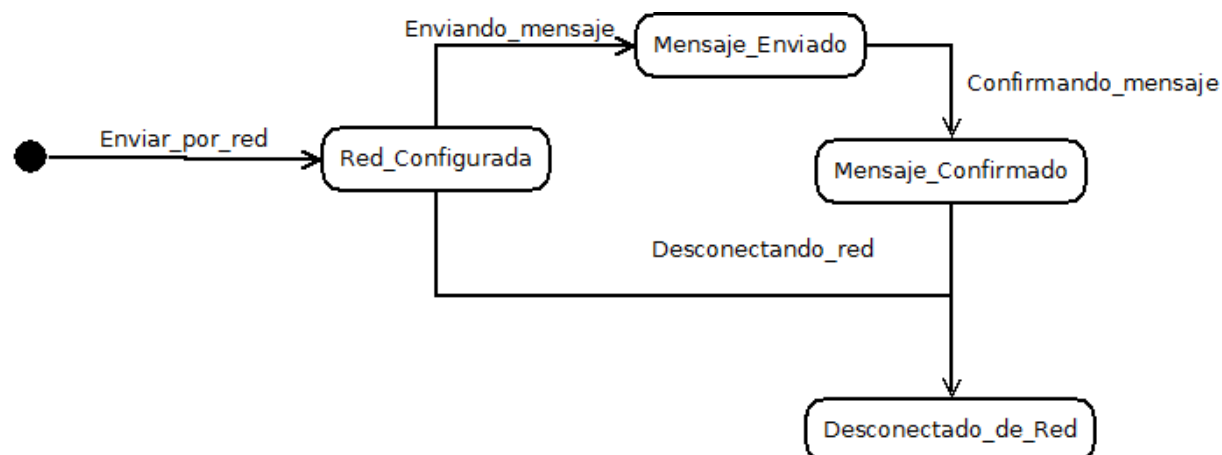 Enviando_mensaje
Mensaje_Enviado
Confirmando_mensaje
Enviar_por_red
Red_Configurada
Mensaje_Confirmado
Desconectando_red
Desconectado_de_Red